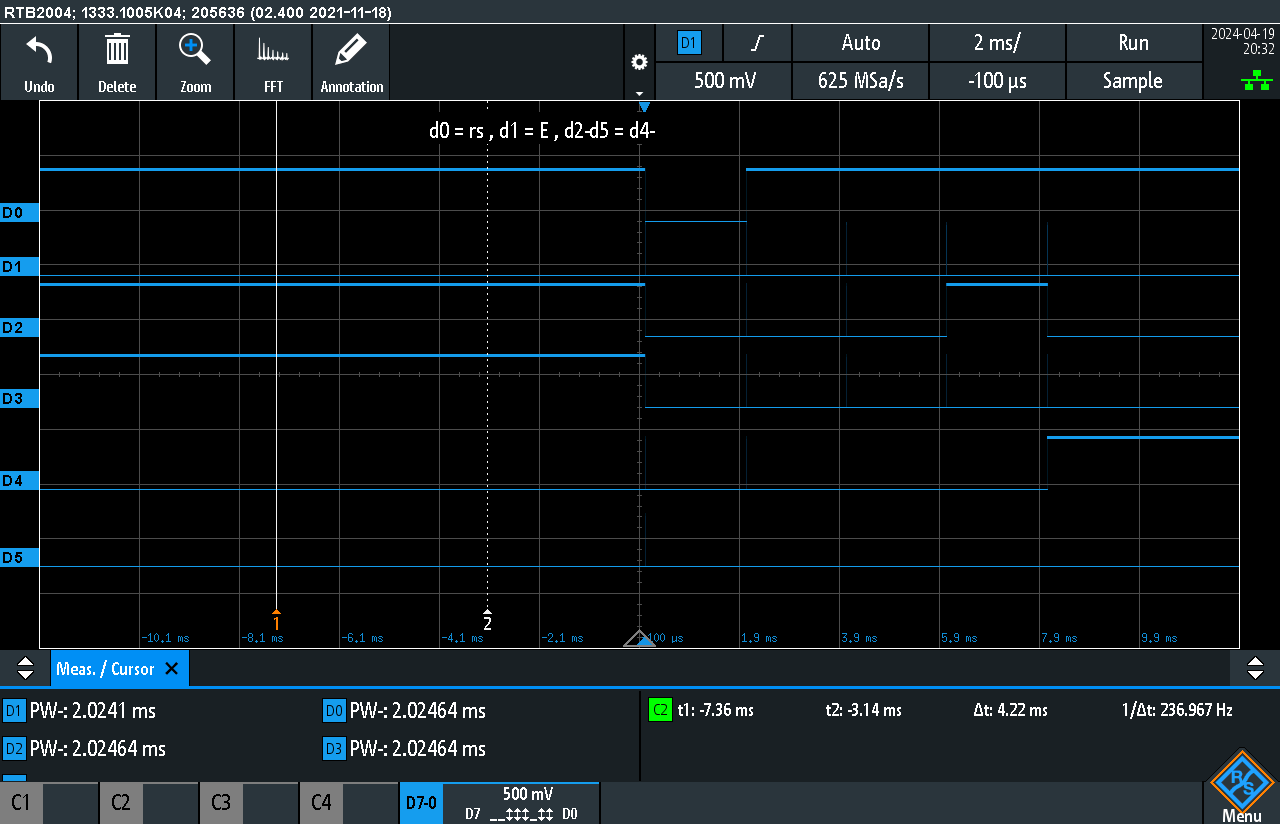 RTB2004; 1333.1005K04; 205636 (02.400 2021-11-18)
Undo
Delete
Zoom
FFT
Annotation
D1
Auto
2 ms/
Run
500 mV
625 MSa/s
-100 µs
Sample
2024-04-19
20:32
d0 = rs , d1 = E , d2-d5 = d4-
D0
D1
D2
D3
D4
D5
1
2
-10.1 ms
-8.1 ms
-6.1 ms
-4.1 ms
-2.1 ms
-100 µs
1.9 ms
3.9 ms
5.9 ms
7.9 ms
9.9 ms
Meas. / Cursor
D1 PW-: 2.0241 ms
D0 PW-: 2.02464 ms
C2 t1: -7.36 ms t2: -3.14 ms Δt: 4.22 ms 1/Δt: 236.967 Hz
D2 PW-: 2.02464 ms
D3 PW-: 2.02464 ms
C1
C2
C3
C4
D7-0
500 mV
D7 D0
R S
Menu